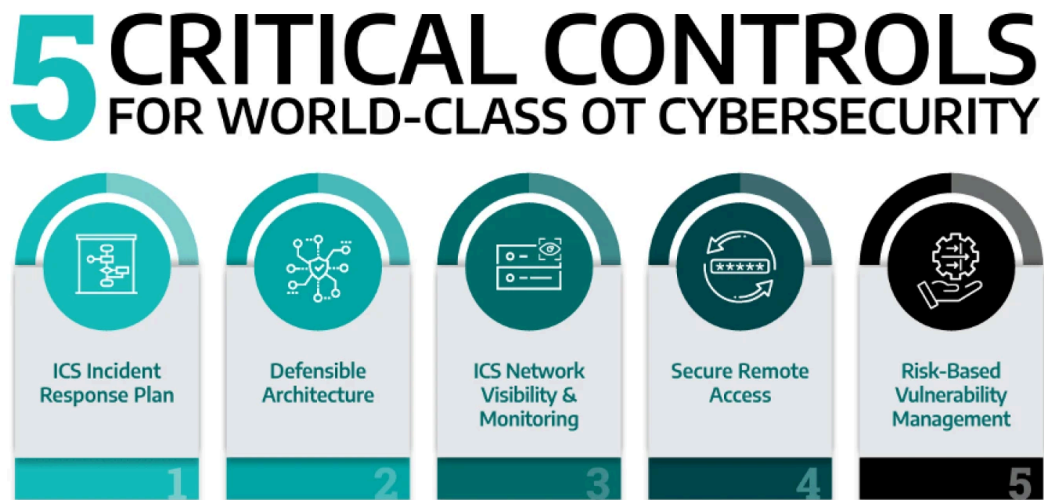 5 CRITICAL CONTROLS
FOR WORLD-CLASS OT CYBERSECURITY
*****
ICS Incident
Response Plan
1
Defensible
Architecture
2
ICS Network
Visibility &
Monitoring
3
Secure Remote
Access
4
Risk-Based
Vulnerability
Management
5